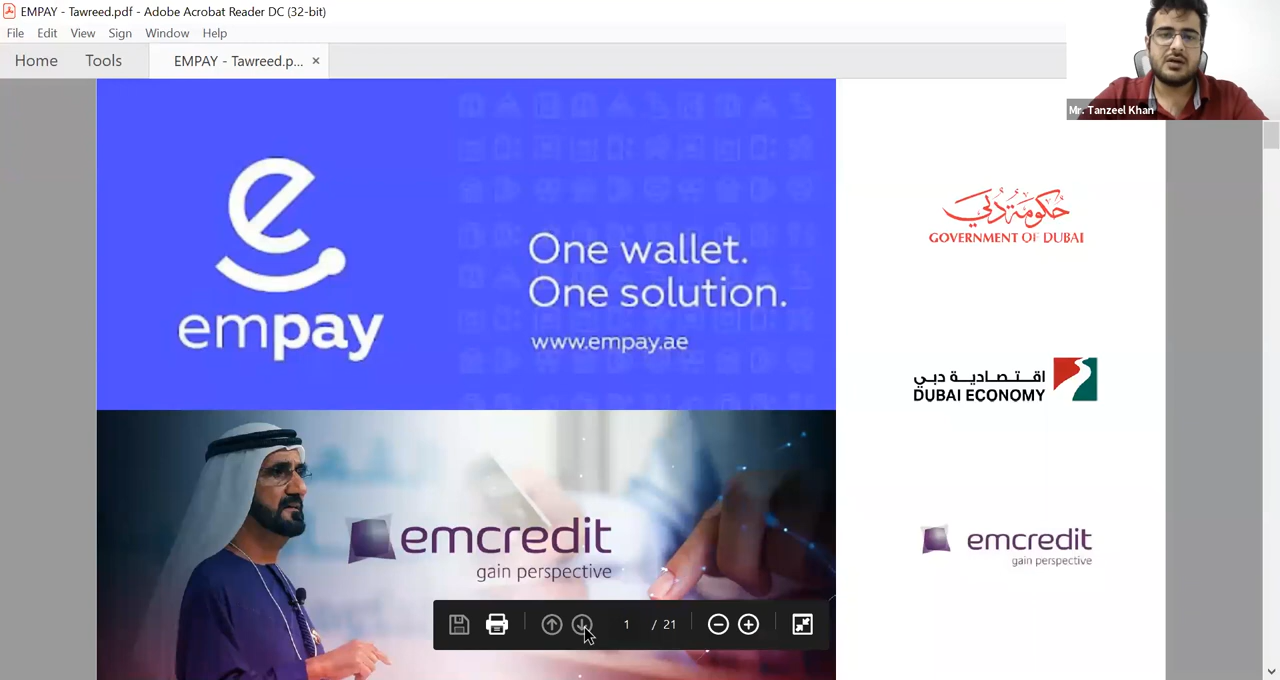 EMPAY - Tawreed.pdf - Adobe Acrobat Reader DC (32-bit)
File Edit View Sign Window Help
Home Tools EMPAY - Tawreed.p... ×
Mr. Tanzeel Khan
e
empay
One wallet.
One solution.
www.empay.ae
حكومة دبي
GOVERNMENT OF DUBAI
اقتصادية دبي
DUBAI ECONOMY
emcredit
gain perspective
emcredit
gain perspective
1 / 21